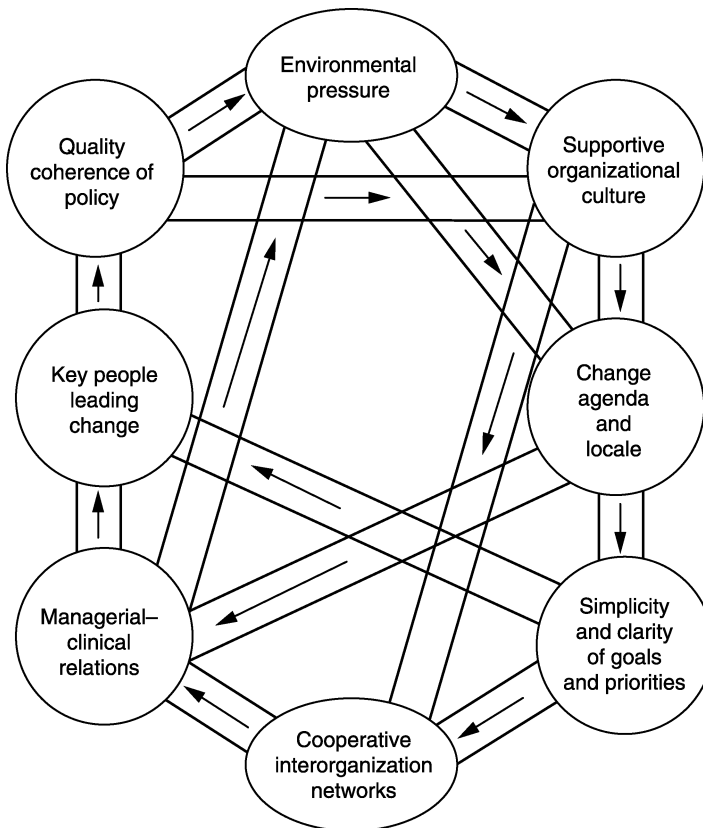 Environmental
pressure
Quality
coherence of
policy
Supportive
organizational
culture
Key people
leading
change
Change
agenda
and
locale
Managerial–
clinical
relations
Simplicity
and clarity
of goals
and priorities
Cooperative
interorganization
networks